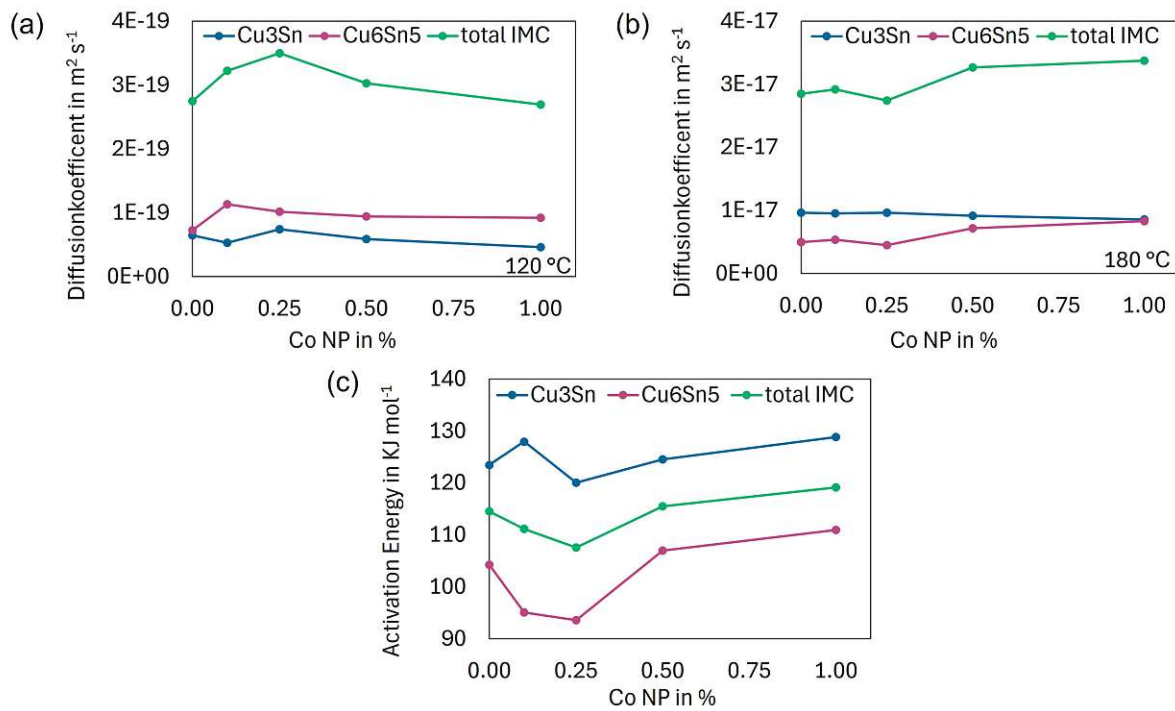 (a)
Diffusionkoefficent in m² s⁻¹
4E-19
3E-19
2E-19
1E-19
0E+00
Cu3Sn Cu6Sn5 total IMC
120 °C
0.00 0.25 0.50 0.75 1.00
Co NP in %
(b)
Diffusionkoefficent in m² s⁻¹
4E-17
3E-17
2E-17
1E-17
0E+00
Cu3Sn Cu6Sn5 total IMC
180 °C
0.00 0.25 0.50 0.75 1.00
Co NP in %
(c)
Activation Energy in KJ mol⁻¹
140
130
120
110
100
90
Cu3Sn Cu6Sn5 total IMC
0.00 0.25 0.50 0.75 1.00
Co NP in %